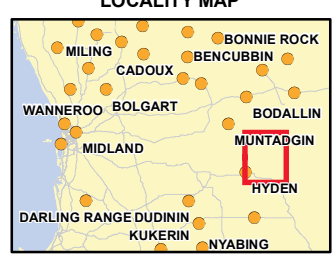 LOCALITY MAP
BONNIE ROCK
MILING
BENCUBBIN
CADOUX
WANNEROO
BOLGART
BODALLIN
MUNTADGIN
MIDLAND
HYDEN
DARLING RANGE
DUDININ
KUKERIN
NYABING